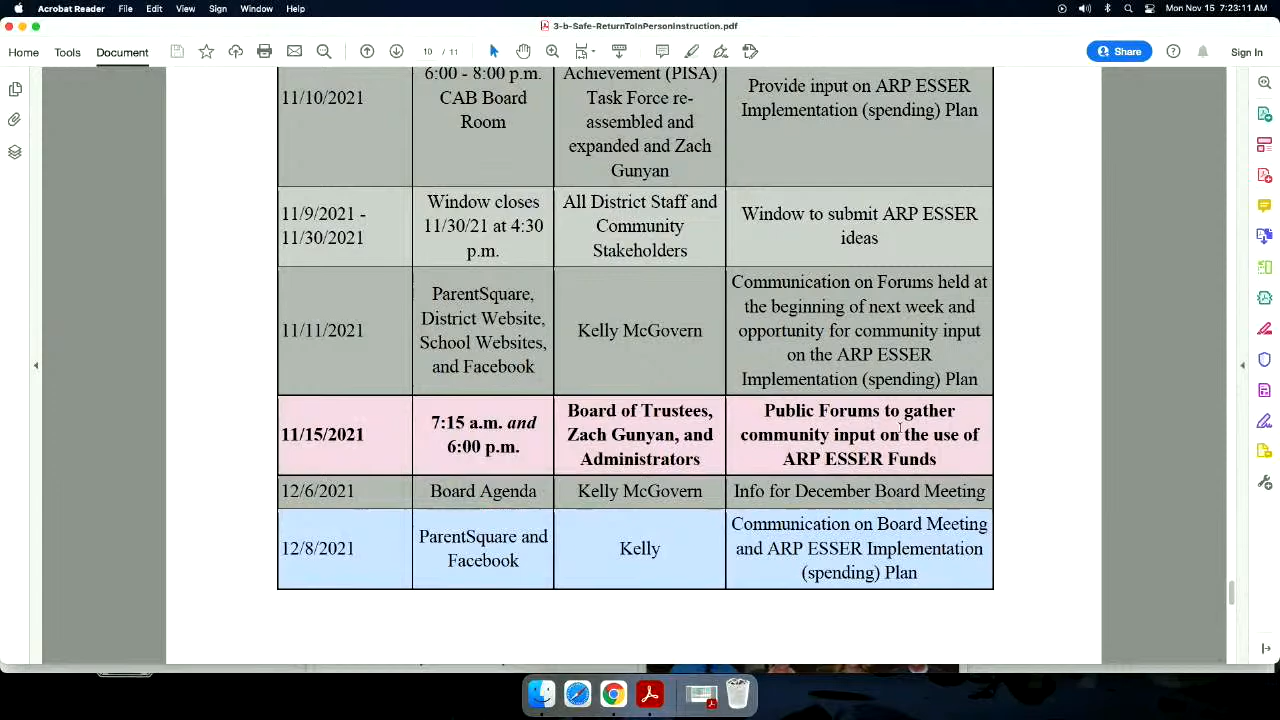 Acrobat Reader File Edit View Sign Window Help Mon Nov 15 7:23:11 AM
3-b-Safe-ReturnToInPersonInstruction.pdf
Home Tools Document 10 / 11 Share Sign In
11/10/2021
6:00 - 8:00 p.m.
CAB Board
Room
Achievement (PISA)
Task Force re-
assembled and
expanded and Zach
Gunyan
Provide input on ARP ESSER
Implementation (spending) Plan
11/9/2021 -
11/30/2021
Window closes
11/30/21 at 4:30
p.m.
All District Staff and
Community
Stakeholders
Window to submit ARP ESSER
ideas
11/11/2021
ParentSquare,
District Website,
School Websites,
and Facebook
Kelly McGovern
Communication on Forums held at
the beginning of next week and
opportunity for community input
on the ARP ESSER
Implementation (spending) Plan
11/15/2021
7:15 a.m. and
6:00 p.m.
Board of Trustees,
Zach Gunyan, and
Administrators
Public Forums to gather
community input on the use of
ARP ESSER Funds
12/6/2021
Board Agenda
Kelly McGovern
Info for December Board Meeting
12/8/2021
ParentSquare and
Facebook
Kelly
Communication on Board Meeting
and ARP ESSER Implementation
(spending) Plan